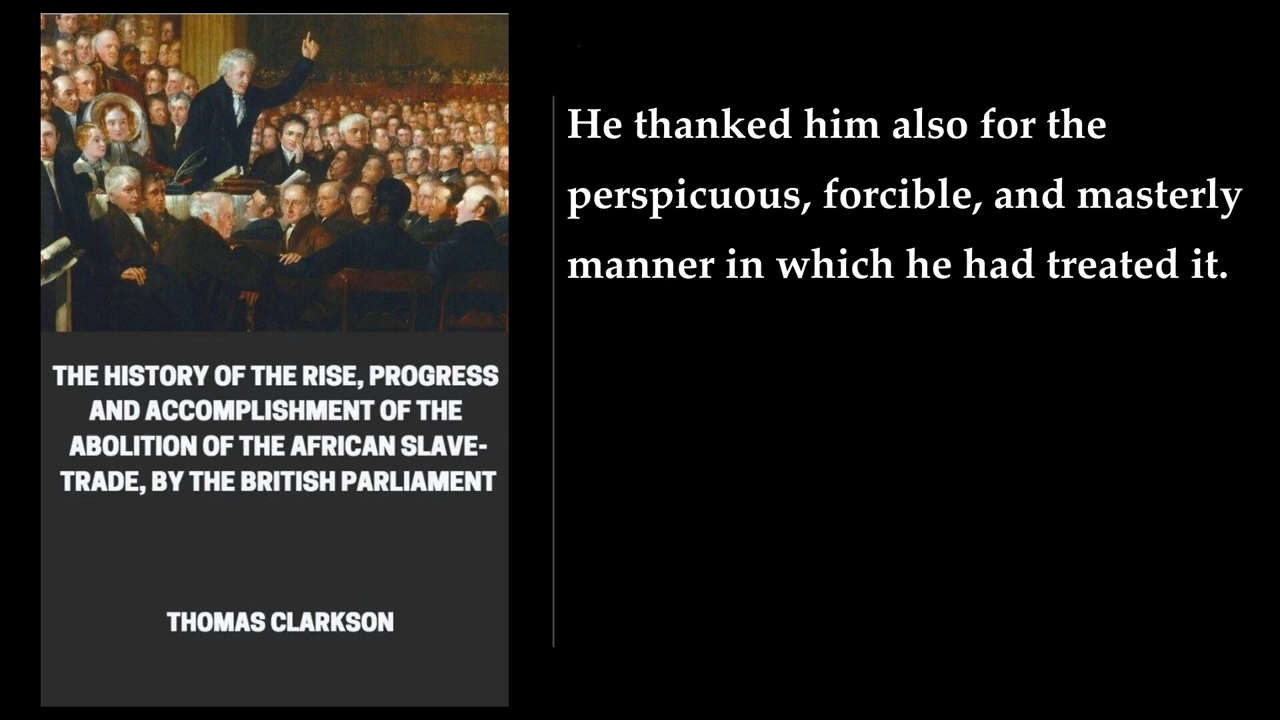 THE HISTORY OF THE RISE, PROGRESS
AND ACCOMPLISHMENT OF THE
ABOLITION OF THE AFRICAN SLAVE-
TRADE, BY THE BRITISH PARLIAMENT
THOMAS CLARKSON
He thanked him also for the
perspicuous, forcible, and masterly
manner in which he had treated it.